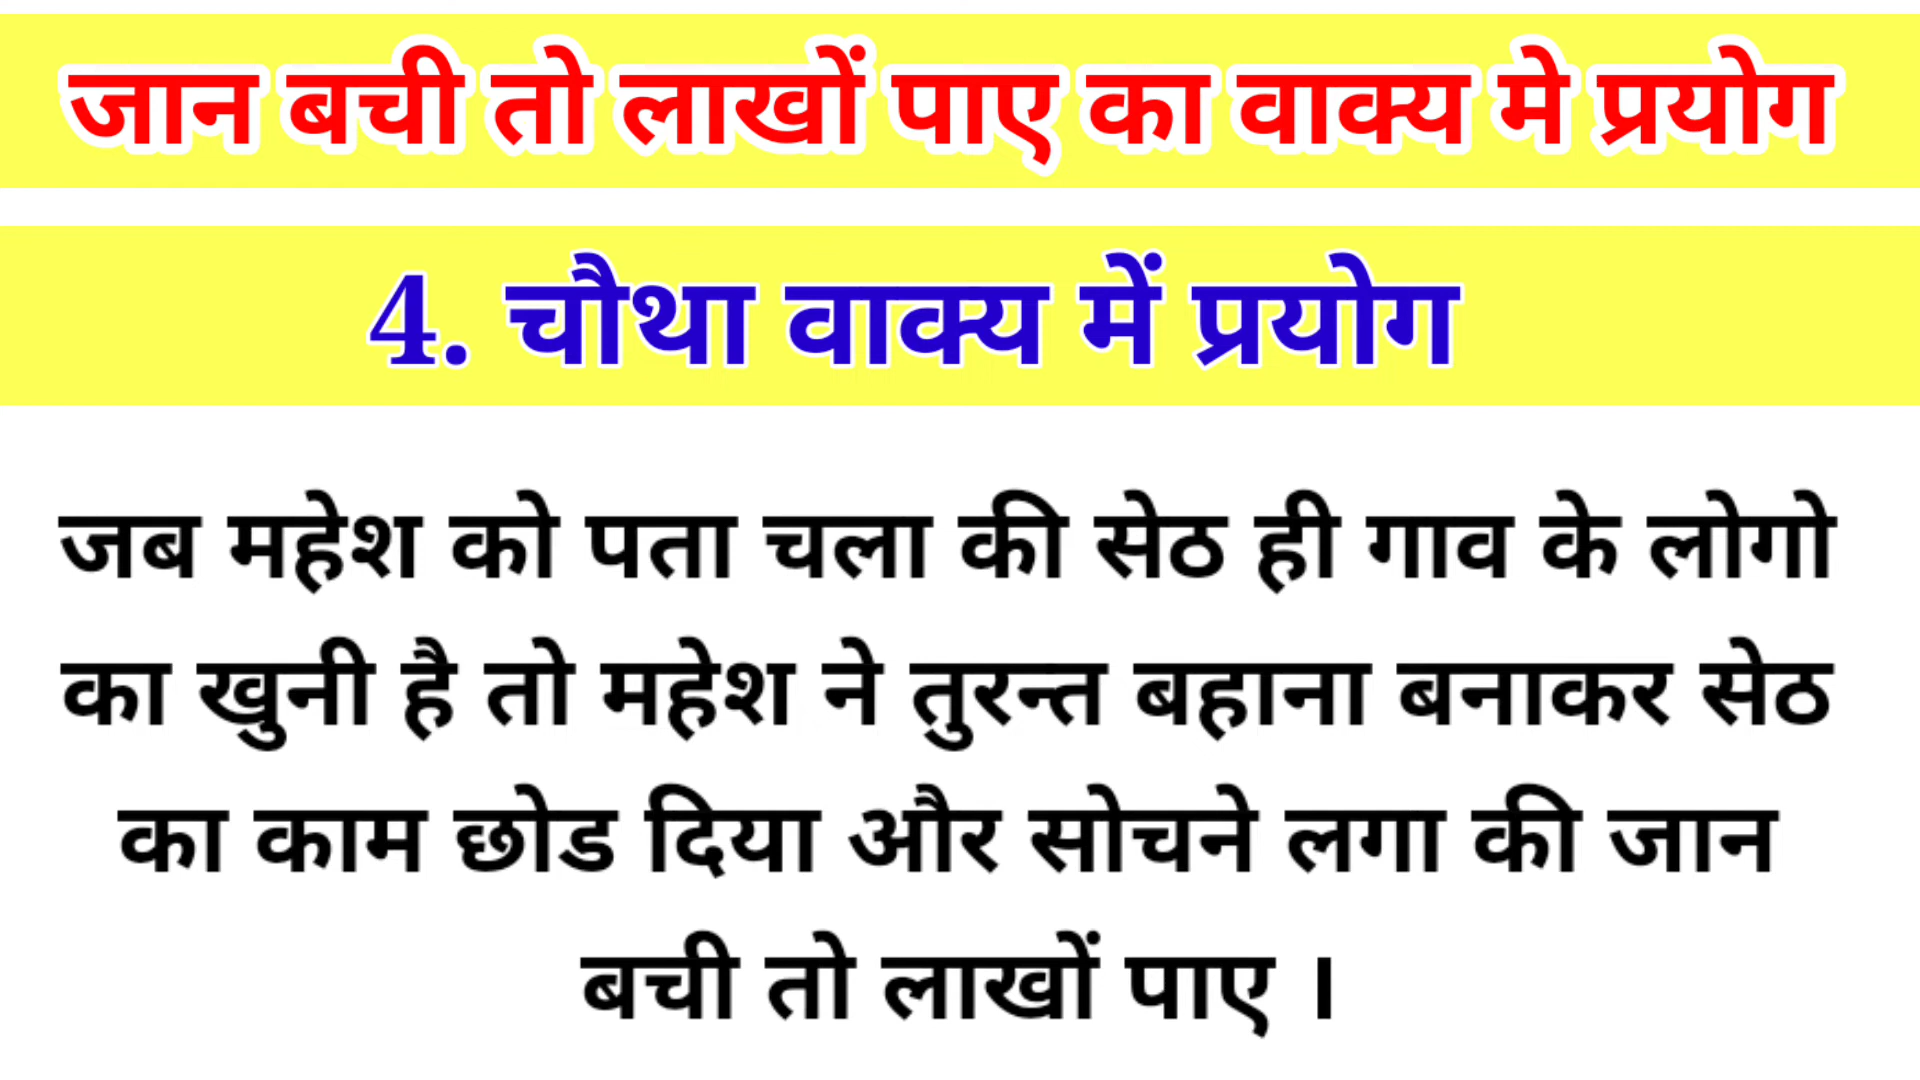 जान बची तो लाखों पाए का वाक्य मे प्रयोग
4. चौथा वाक्य में प्रयोग
जब महेश को पता चला की सेठ ही गाव के लोगो
का खुनी है तो महेश ने तुरन्त बहाना बनाकर सेठ
का काम छोड दिया और सोचने लगा की जान
बची तो लाखों पाए ।